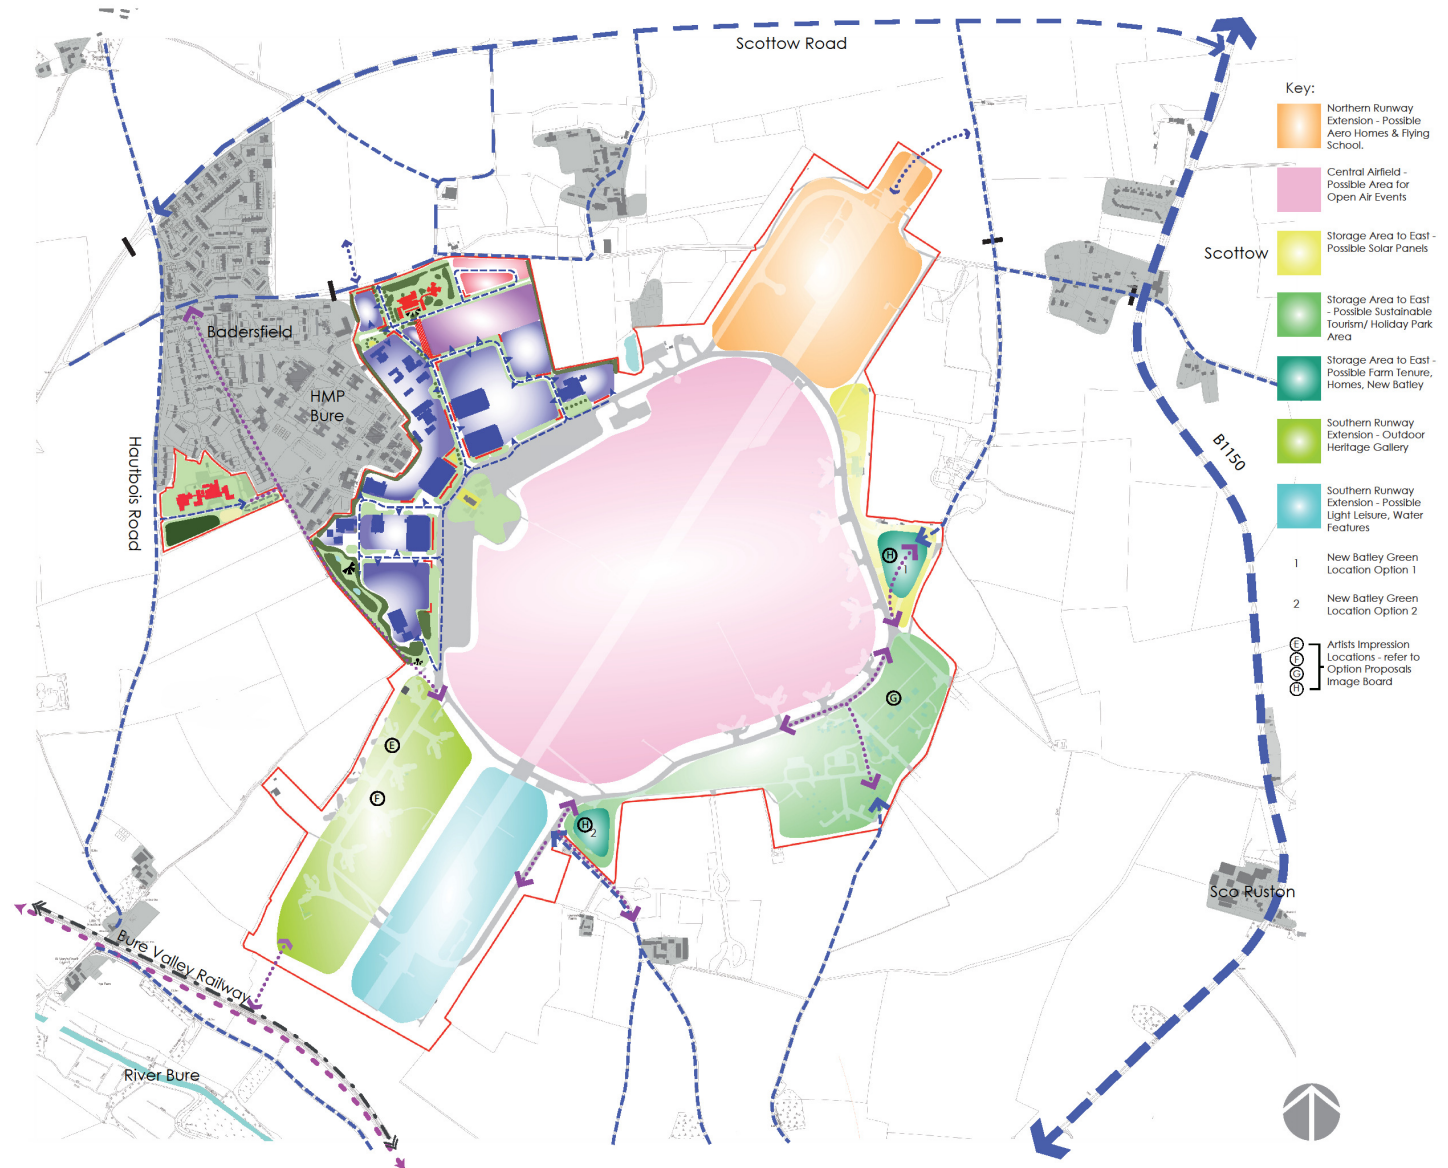 Scottow Road
Key:
Northern Runway
Extension - Possible
Aero Homes & Flying
School.
Central Airfield -
Possible Area for
Open Air Events
Storage Area to East -
Possible Solar Panels
Storage Area to East
- Possible Sustainable
Tourism/ Holiday Park
Area
Storage Area to East -
Possible Farm Tenure,
Homes, New Batley
Southern Runway
Extension - Outdoor
Heritage Gallery
Southern Runway
Extension - Possible
Light Leisure, Water
Features
1
New Batley Green
Location Option 1
2
New Batley Green
Location Option 2
E
F
G
H
Artists Impression
Locations - refer to
Option Proposals
Image Board
Scottow
Badersfield
HMP
Bure
Hautbois Road
B1150
H
1
G
E
F
H
2
Sco Ruston
Bure Valley Railway
River Bure